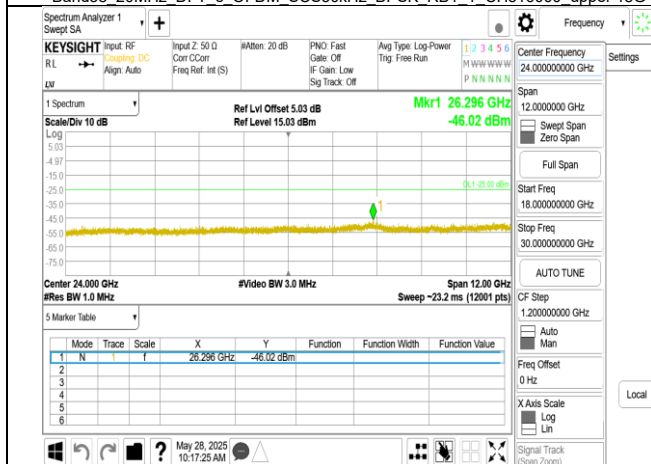 Spectrum Analyzer 1
Swept SA
Frequency
KEYSIGHT
RL
LXI
Input: RF
Coupling: DC
Align: Auto
Input Z: 50 Ω
Corr CCorr
Freq Ref: Int (S)
#Atten: 20 dB
PNO: Fast
Gate: Off
IF Gain: Low
Sig Track: Off
Avg Type: Log-Power
Trig: Free Run
1 2 3 4 5 6
M W W W W W
P N N N N N
Center Frequency
24.000000000 GHz
Settings
Span
12.0000000 GHz
Swept Span
Zero Span
Full Span
Start Freq
18.000000000 GHz
Stop Freq
30.000000000 GHz
AUTO TUNE
CF Step
1.200000000 GHz
Auto
Man
Freq Offset
0 Hz
X Axis Scale
Log
Lin
Local
Signal Track
(Span Zoom)
1 Spectrum
Scale/Div 10 dB
Ref Lvl Offset 5.03 dB
Ref Level 15.03 dBm
Mkr1 26.296 GHz
-46.02 dBm
Log
5.03
-4.97
-15.0
-25.0
-35.0
-45.0
-55.0
-65.0
-75.0
DL1 -25.00 dBm
1
Center 24.000 GHz
#Video BW 3.0 MHz
Span 12.00 GHz
#Res BW 1.0 MHz
Sweep ~23.2 ms (12001 pts)
5 Marker Table
Mode Trace Scale X Y Function Function Width Function Value
1 N 1 f 26.296 GHz -46.02 dBm
2
3
4
5
6
May 28, 2025
10:17:25 AM